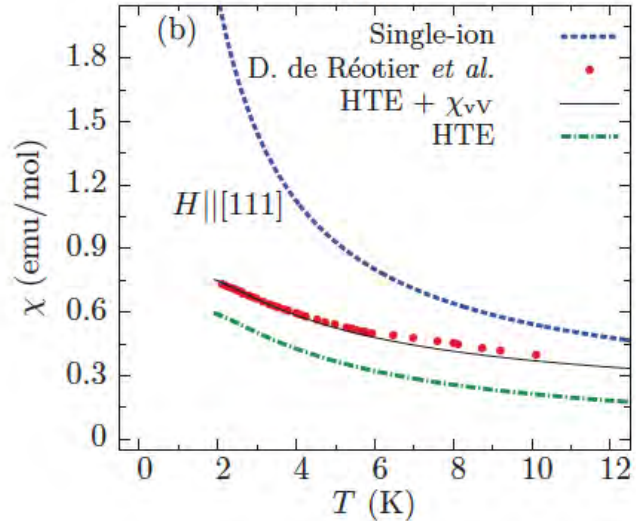 (b)
Single-ion
D. de Réotier et al.
HTE + χvV
HTE
H||[111]
χ (emu/mol)
1.8
1.5
1.2
0.9
0.6
0.3
0
0 2 4 6 8 10 12
T (K)